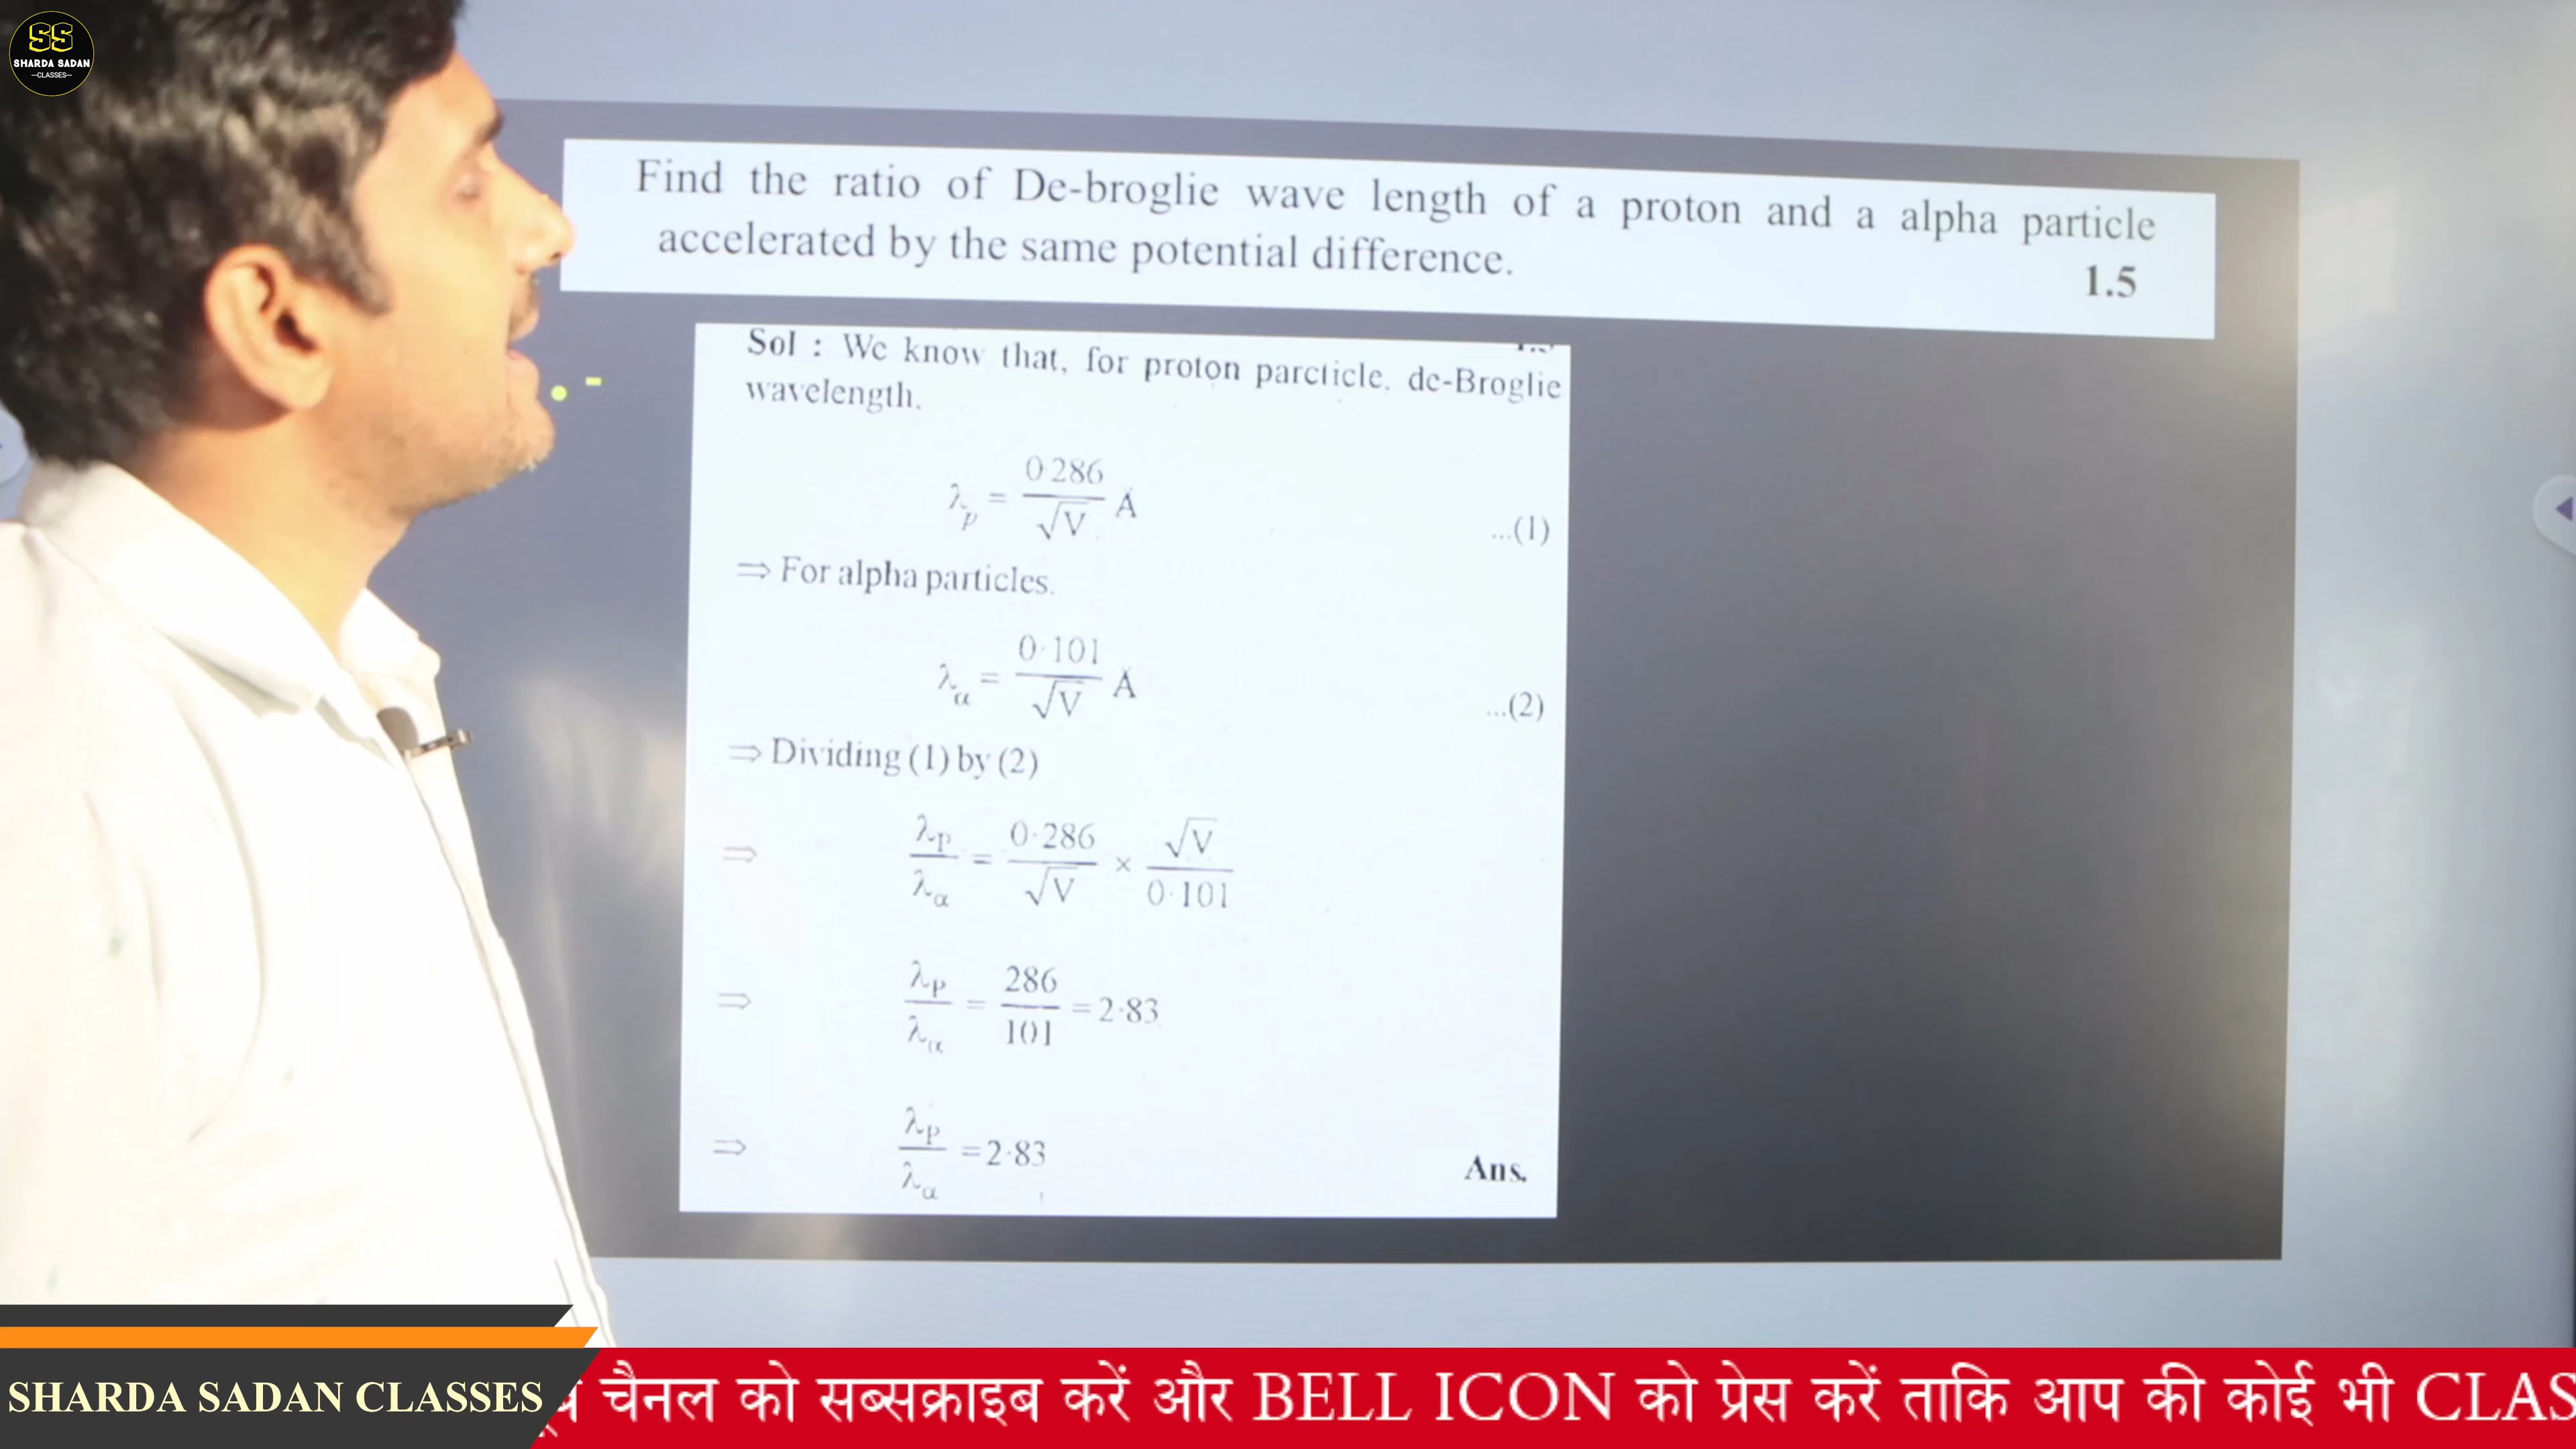 SS
SHARDA SADAN
—CLASSES—
Find the ratio of De-broglie wave length of a proton and a alpha particle
accelerated by the same potential difference.
1.5
Sol : We know that, for proton parcticle, de-Broglie
wavelength.
λp = 0·286/√V Å ...(1)
⇒ For alpha particles.
λα = 0·101/√V Å ...(2)
⇒ Dividing (1) by (2)
⇒ λP/λα = 0·286/√V × √V/0·101
⇒ λP/λα = 286/101 = 2·83
⇒ λP/λα = 2·83 Ans.
SHARDA SADAN CLASSES
चैनल को सब्सक्राइब करें और BELL ICON को प्रेस करें ताकि आप की कोई भी CLAS